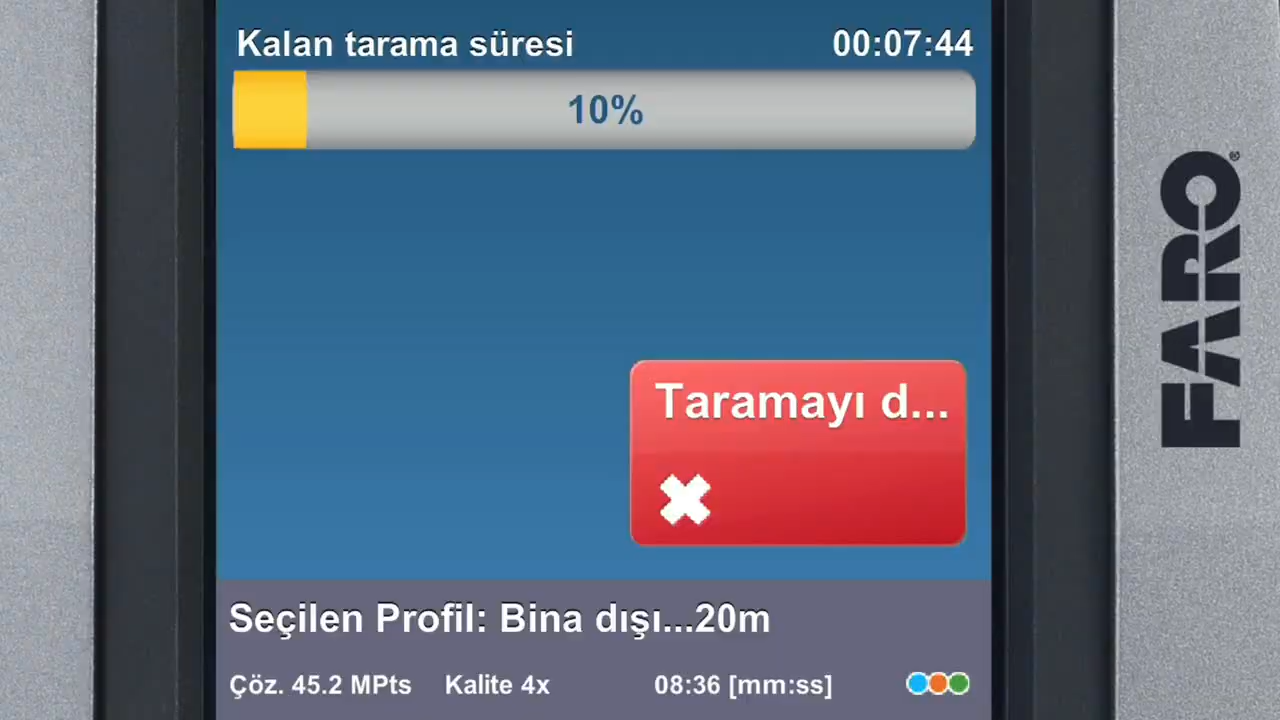 Kalan tarama süresi 00:07:44
10%
Taramayı d...
Seçilen Profil: Bina dışı...20m
Çöz. 45.2 MPts Kalite 4x 08:36 [mm:ss]
FARO®